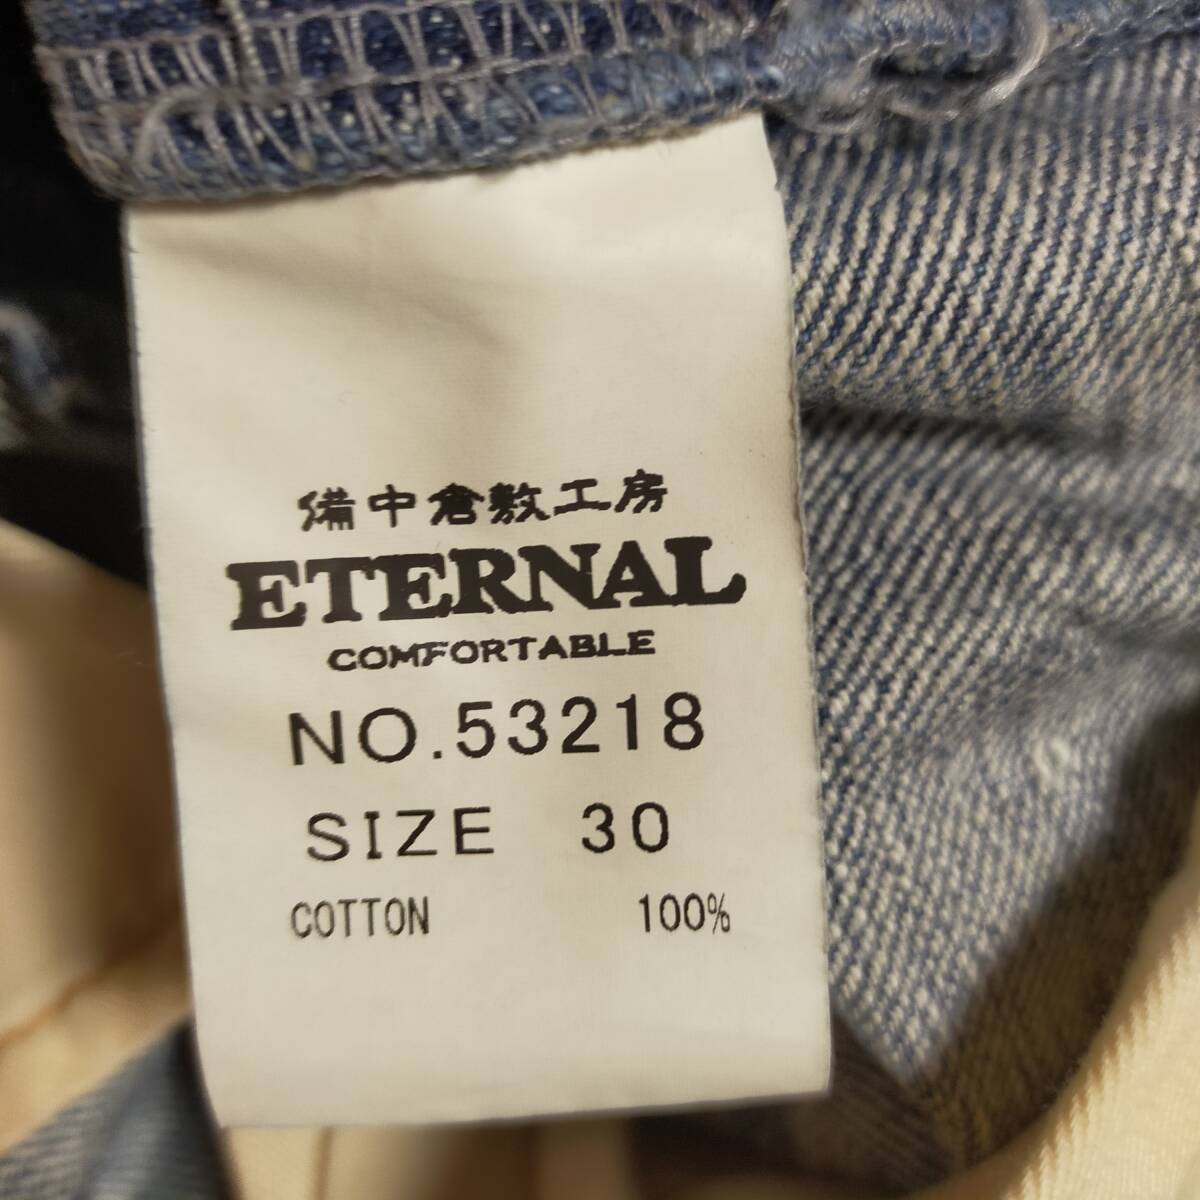 備中倉敷工房
ETERNAL
COMFORTABLE
NO.53218
SIZE 30
COTTON 100%